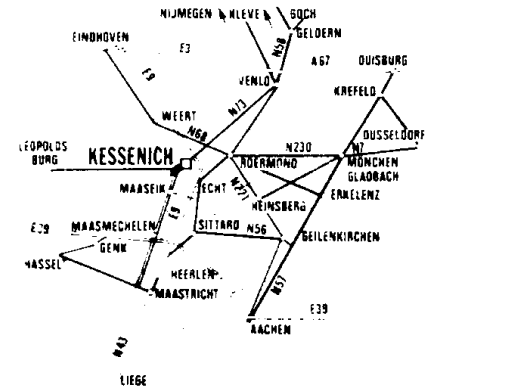 NIJMEGEN KLEVE GOCH
EINDHOVEN
E3
N58
GELDERN
A67
DUISBURG
E9
VENLO
KREFELD
N73
WEERT
N68
DUSSELDORF
N230
N7
LEOPOLDS
BURG
KESSENICH
ROERMOND
MÖNCHEN
GLADBACH
MAASEIK
ECHT
N271
ERKELENZ
HEINSBERG
E9
E39
MAASMECHELEN
SITTARD
N56
GENK
GEILENKIRCHEN
HASSEL
HEERLEN
N57
MAASTRICHT
E39
AACHEN
N43
LIEGE